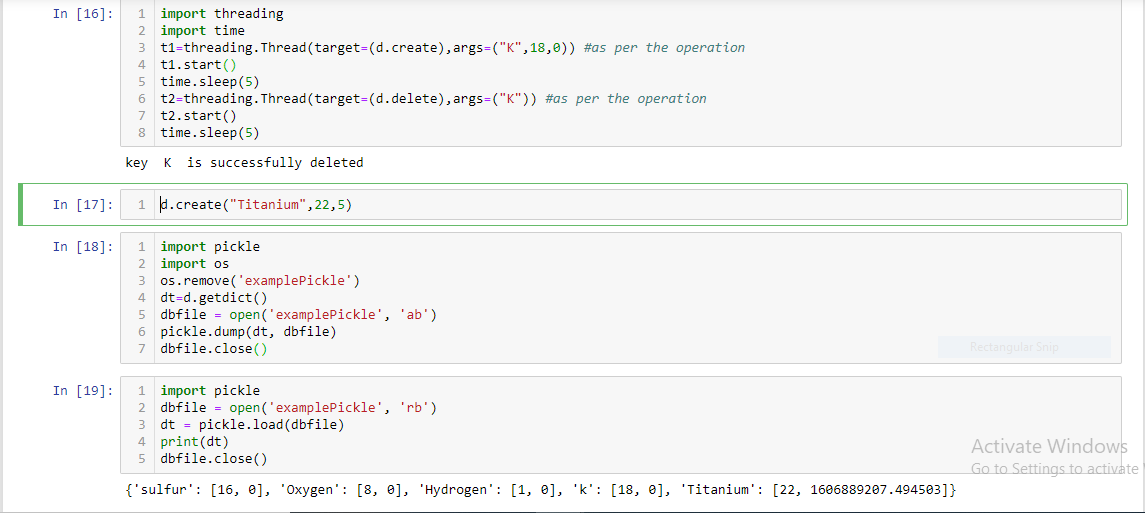 In [16]:
1 import threading
2 import time
3 t1=threading.Thread(target=(d.create),args=("K",18,0)) #as per the operation
4 t1.start()
5 time.sleep(5)
6 t2=threading.Thread(target=(d.delete),args=("K")) #as per the operation
7 t2.start()
8 time.sleep(5)
key  K  is successfully deleted
In [17]:
1 d.create("Titanium",22,5)
In [18]:
1 import pickle
2 import os
3 os.remove('examplePickle')
4 dt=d.getdict()
5 dbfile = open('examplePickle', 'ab')
6 pickle.dump(dt, dbfile)
7 dbfile.close()
Rectangular Snip
In [19]:
1 import pickle
2 dbfile = open('examplePickle', 'rb')
3 dt = pickle.load(dbfile)
4 print(dt)
5 dbfile.close()
Activate Windows
Go to Settings to activate
{'sulfur': [16, 0], 'Oxygen': [8, 0], 'Hydrogen': [1, 0], 'k': [18, 0], 'Titanium': [22, 1606889207.494503]}